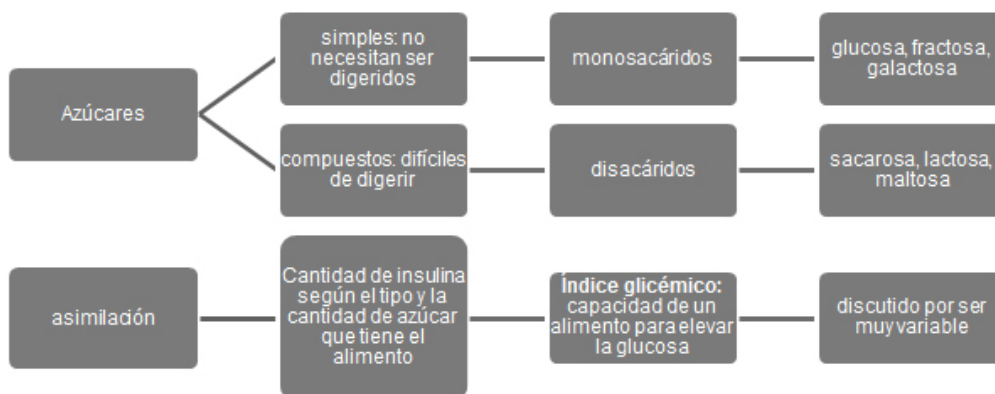 Azúcares
simples: no
necesitan ser
digeridos
monosacáridos
glucosa, fractosa,
galactosa
compuestos: difíciles
de digerir
disacáridos
sacarosa, lactosa,
maltosa
asimilación
Cantidad de insulina
según el tipo y la
cantidad de azúcar
que tiene el
alimento
Índice glicémico:
capacidad de un
alimento para elevar
la glucosa
discutido por ser
muy variable